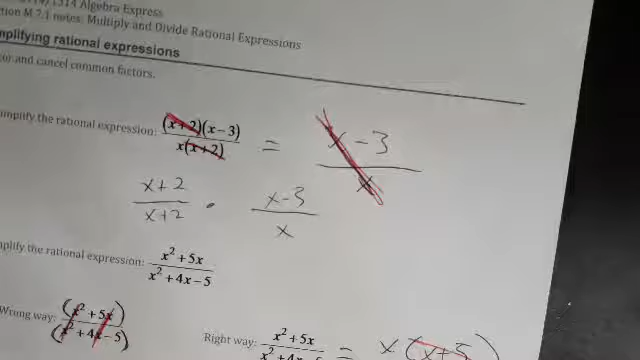 1314 Algebra Express
tion M 7.1 notes: Multiply and Divide Rational Expressions
mplifying rational expressions
and cancel common factors.
mplify the rational expression: (x+2)(x−3) / x(x+2) = x−3 / x
x+2 / x+2 · x−3 / x
mplify the rational expression: x²+5x / x²+4x−5
Wrong way: (x²+5x) / (x²+4x−5)
Right way: x²+5x / x²+4x = x(x+5)